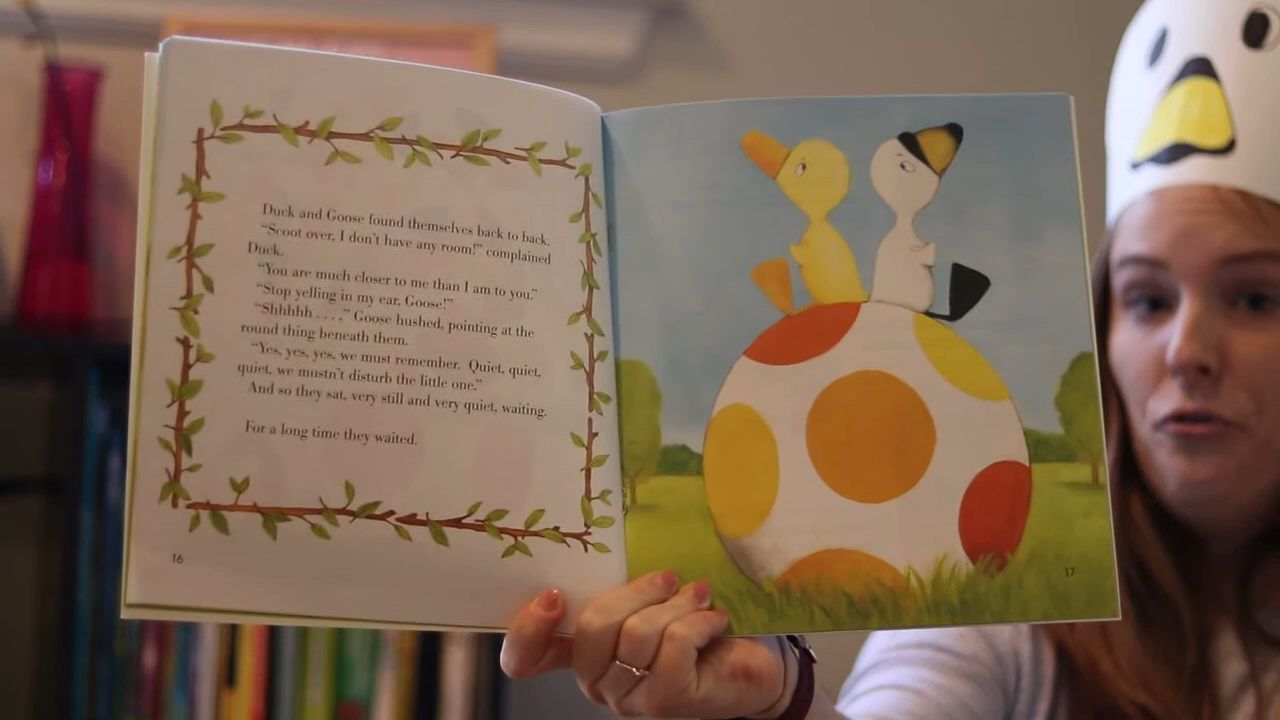 Duck and Goose found themselves back to back.
"Scoot over, I don't have any room!" complained
Duck.
"You are much closer to me than I am to you."
"Stop yelling in my ear, Goose!"
"Shhhhh . . . ," Goose hushed, pointing at the
round thing beneath them.
"Yes, yes, yes, we must remember. Quiet, quiet,
quiet, we mustn't disturb the little one."
And so they sat, very still and very quiet, waiting.
For a long time they waited.
16
17